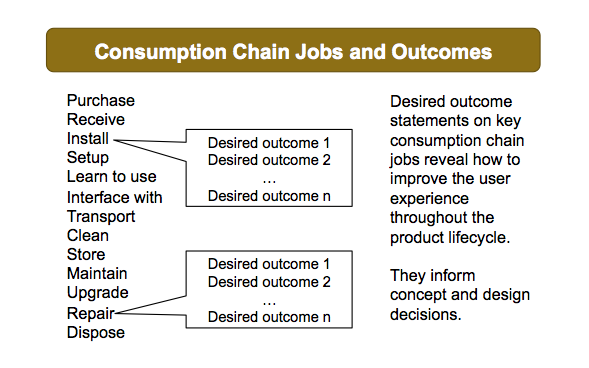 Consumption Chain Jobs and Outcomes
Purchase
Receive
Install
Setup
Learn to use
Interface with
Transport
Clean
Store
Maintain
Upgrade
Repair
Dispose
Desired outcome 1
Desired outcome 2
…
Desired outcome n
Desired outcome 1
Desired outcome 2
…
Desired outcome n
Desired outcome
statements on key
consumption chain
jobs reveal how to
improve the user
experience
throughout the
product lifecycle.
They inform
concept and design
decisions.